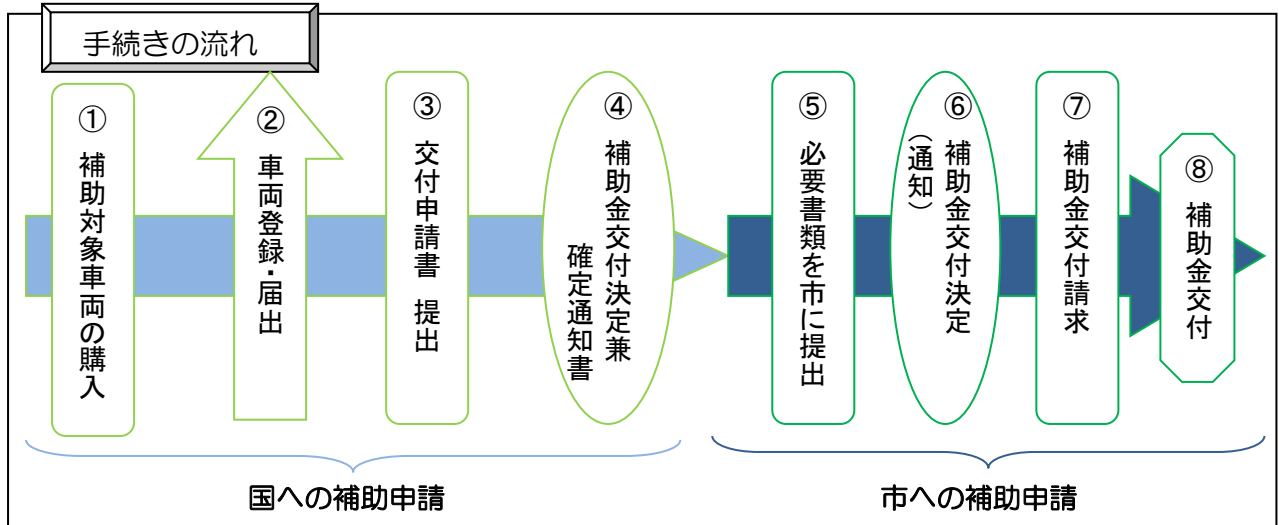 手続きの流れ
① 補助対象車両の購入
② 車両登録・届出
③ 交付申請書 提出
④ 補助金交付決定兼
確定通知書
⑤ 必要書類を市に提出
⑥ 補助金交付決定
（通知）
⑦ 補助金交付請求
⑧ 補助金交付
国への補助申請
市への補助申請